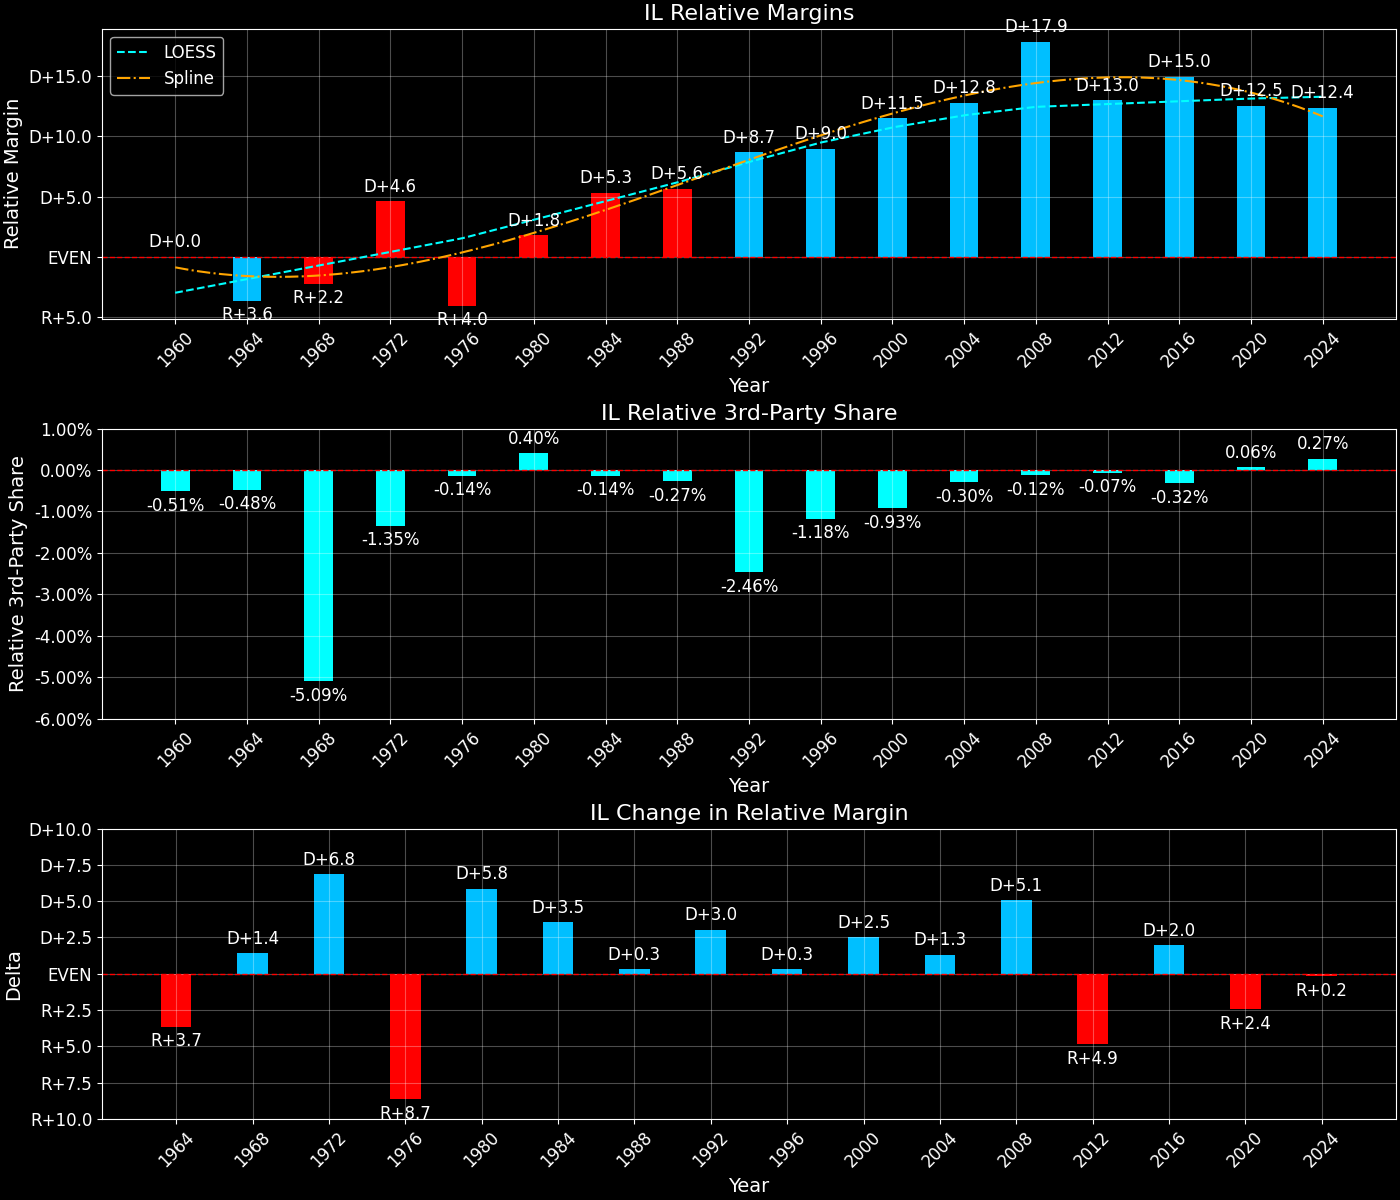 IL Relative Margins
LOESS
Spline
Relative Margin
D+15.0
D+10.0
D+5.0
EVEN
R+5.0
D+0.0
R+3.6
R+2.2
D+4.6
R+4.0
D+1.8
D+5.3
D+5.6
D+8.7
D+9.0
D+11.5
D+12.8
D+17.9
D+13.0
D+15.0
D+12.5
D+12.4
1960 1964 1968 1972 1976 1980 1984 1988 1992 1996 2000 2004 2008 2012 2016 2020 2024
Year
IL Relative 3rd-Party Share
Relative 3rd-Party Share
1.00%
0.00%
-1.00%
-2.00%
-3.00%
-4.00%
-5.00%
-6.00%
-0.51%
-0.48%
-5.09%
-1.35%
-0.14%
0.40%
-0.14%
-0.27%
-2.46%
-1.18%
-0.93%
-0.30%
-0.12%
-0.07%
-0.32%
0.06%
0.27%
1960 1964 1968 1972 1976 1980 1984 1988 1992 1996 2000 2004 2008 2012 2016 2020 2024
Year
IL Change in Relative Margin
Delta
D+10.0
D+7.5
D+5.0
D+2.5
EVEN
R+2.5
R+5.0
R+7.5
R+10.0
R+3.7
D+1.4
D+6.8
R+8.7
D+5.8
D+3.5
D+0.3
D+3.0
D+0.3
D+2.5
D+1.3
D+5.1
R+4.9
D+2.0
R+2.4
R+0.2
1964 1968 1972 1976 1980 1984 1988 1992 1996 2000 2004 2008 2012 2016 2020 2024
Year